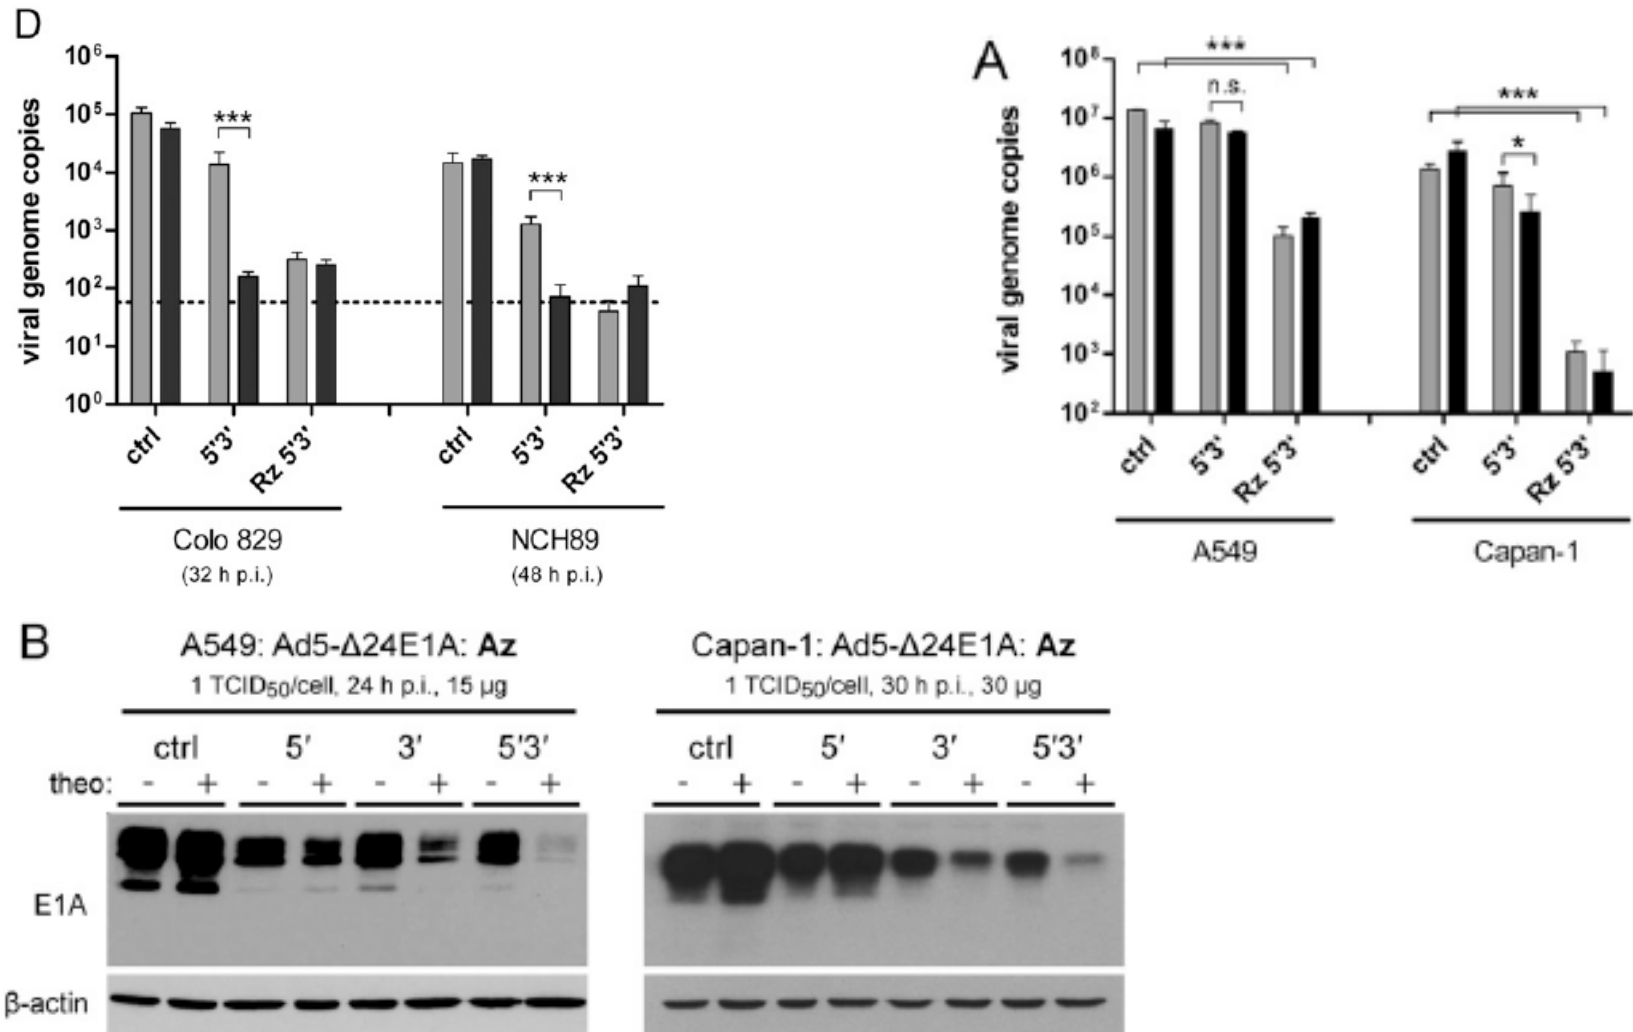 D
viral genome copies
10⁶
10⁵
10⁴
10³
10²
10¹
10⁰
***
***
ctrl
5'3'
Rz 5'3'
ctrl
5'3'
Rz 5'3'
Colo 829
(32 h p.i.)
NCH89
(48 h p.i.)
A
viral genome copies
10⁸
10⁷
10⁶
10⁵
10⁴
10³
10²
***
n.s.
***
*
ctrl
5'3'
Rz 5'3'
ctrl
5'3'
Rz 5'3'
A549
Capan-1
B
A549: Ad5-Δ24E1A: Az
1 TCID₅₀/cell, 24 h p.i., 15 µg
ctrl 5′ 3′ 5′3′
theo: - + - + - + - +
E1A
β-actin
Capan-1: Ad5-Δ24E1A: Az
1 TCID₅₀/cell, 30 h p.i., 30 µg
ctrl 5′ 3′ 5′3′
- + - + - + - +